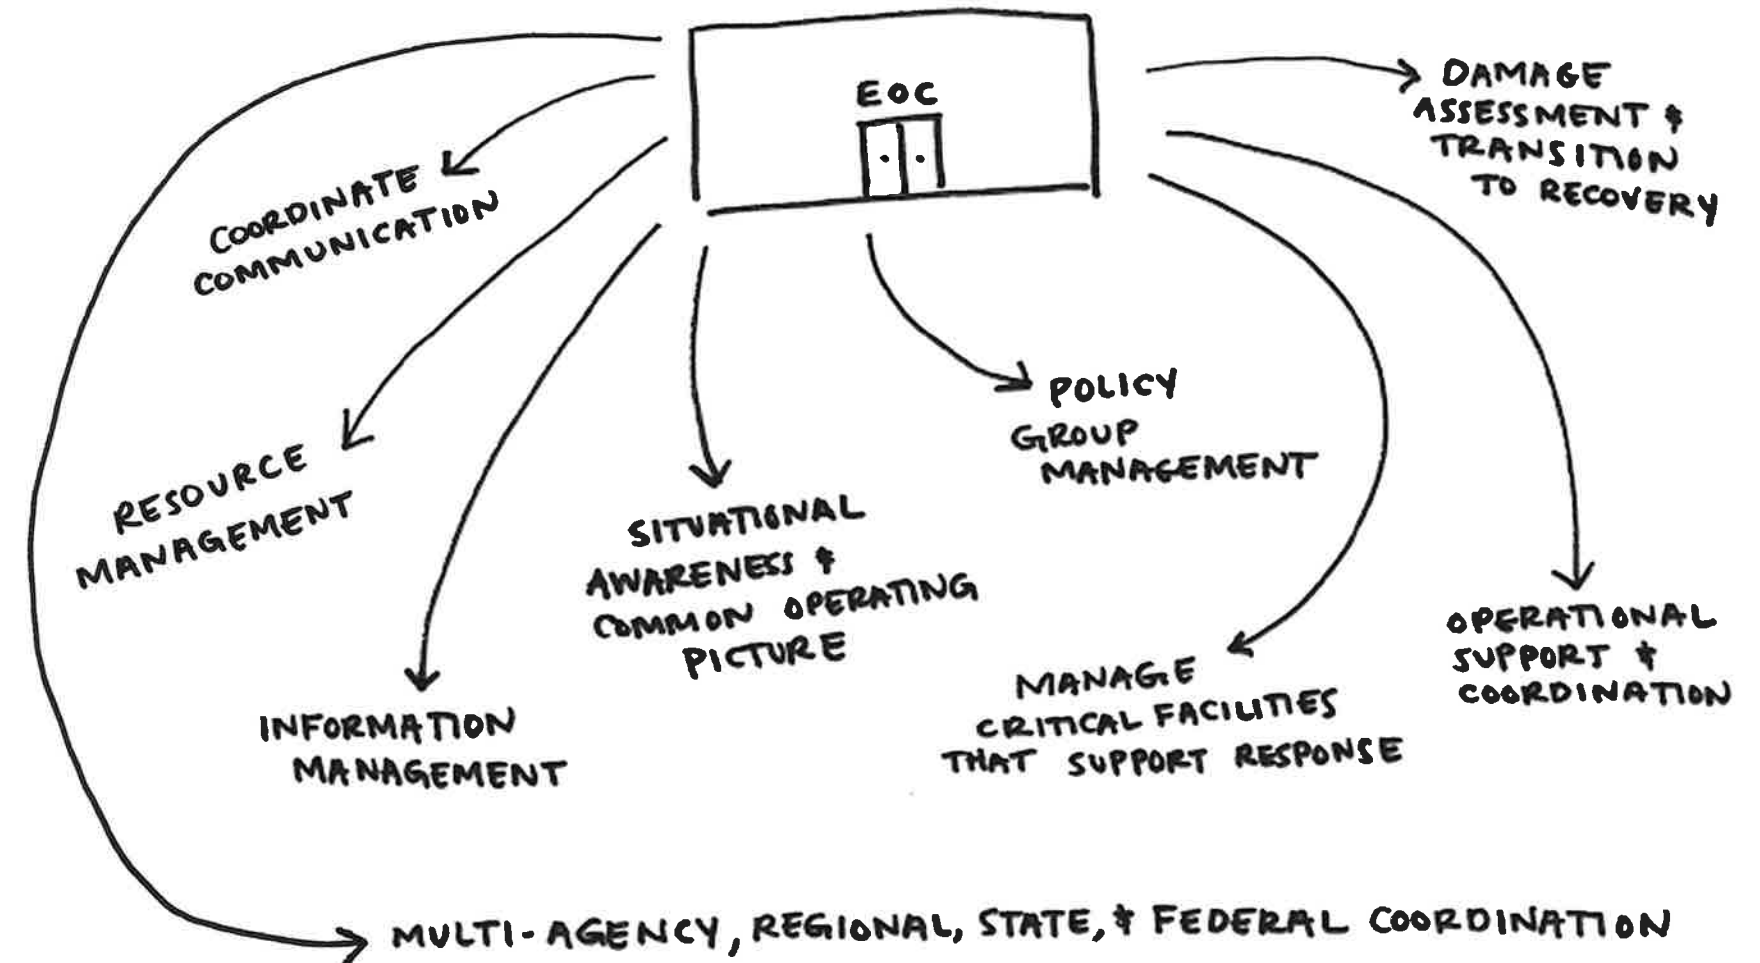 EOC
DAMAGE
ASSESSMENT &
TRANSITION
TO RECOVERY
COORDINATE
COMMUNICATION
POLICY
GROUP
MANAGEMENT
RESOURCE
MANAGEMENT
SITUATIONAL
AWARENESS &
COMMON OPERATING
PICTURE
OPERATIONAL
SUPPORT &
COORDINATION
MANAGE
CRITICAL FACILITIES
THAT SUPPORT RESPONSE
INFORMATION
MANAGEMENT
MULTI-AGENCY, REGIONAL, STATE, & FEDERAL COORDINATION